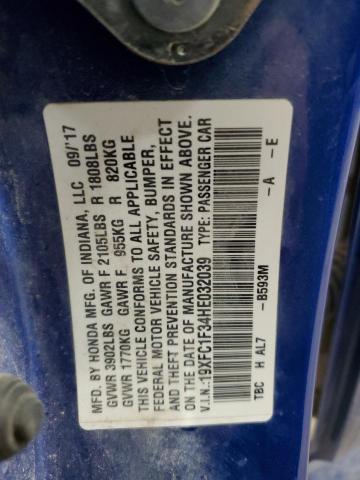 MFD. BY HONDA MFG. OF INDIANA, LLC 09/'17
GVWR 3902LBS GAWR F 2105LBS R 1808LBS
GVWR 1770KG GAWR F 955KG R 820KG
THIS VEHICLE CONFORMS TO ALL APPLICABLE
FEDERAL MOTOR VEHICLE SAFETY, BUMPER,
AND THEFT PREVENTION STANDARDS IN EFFECT
ON THE DATE OF MANUFACTURE SHOWN ABOVE.
V.I.N.:19XFC1F34HE032039 TYPE: PASSENGER CAR
-B593M -A -E
TBC H AL7